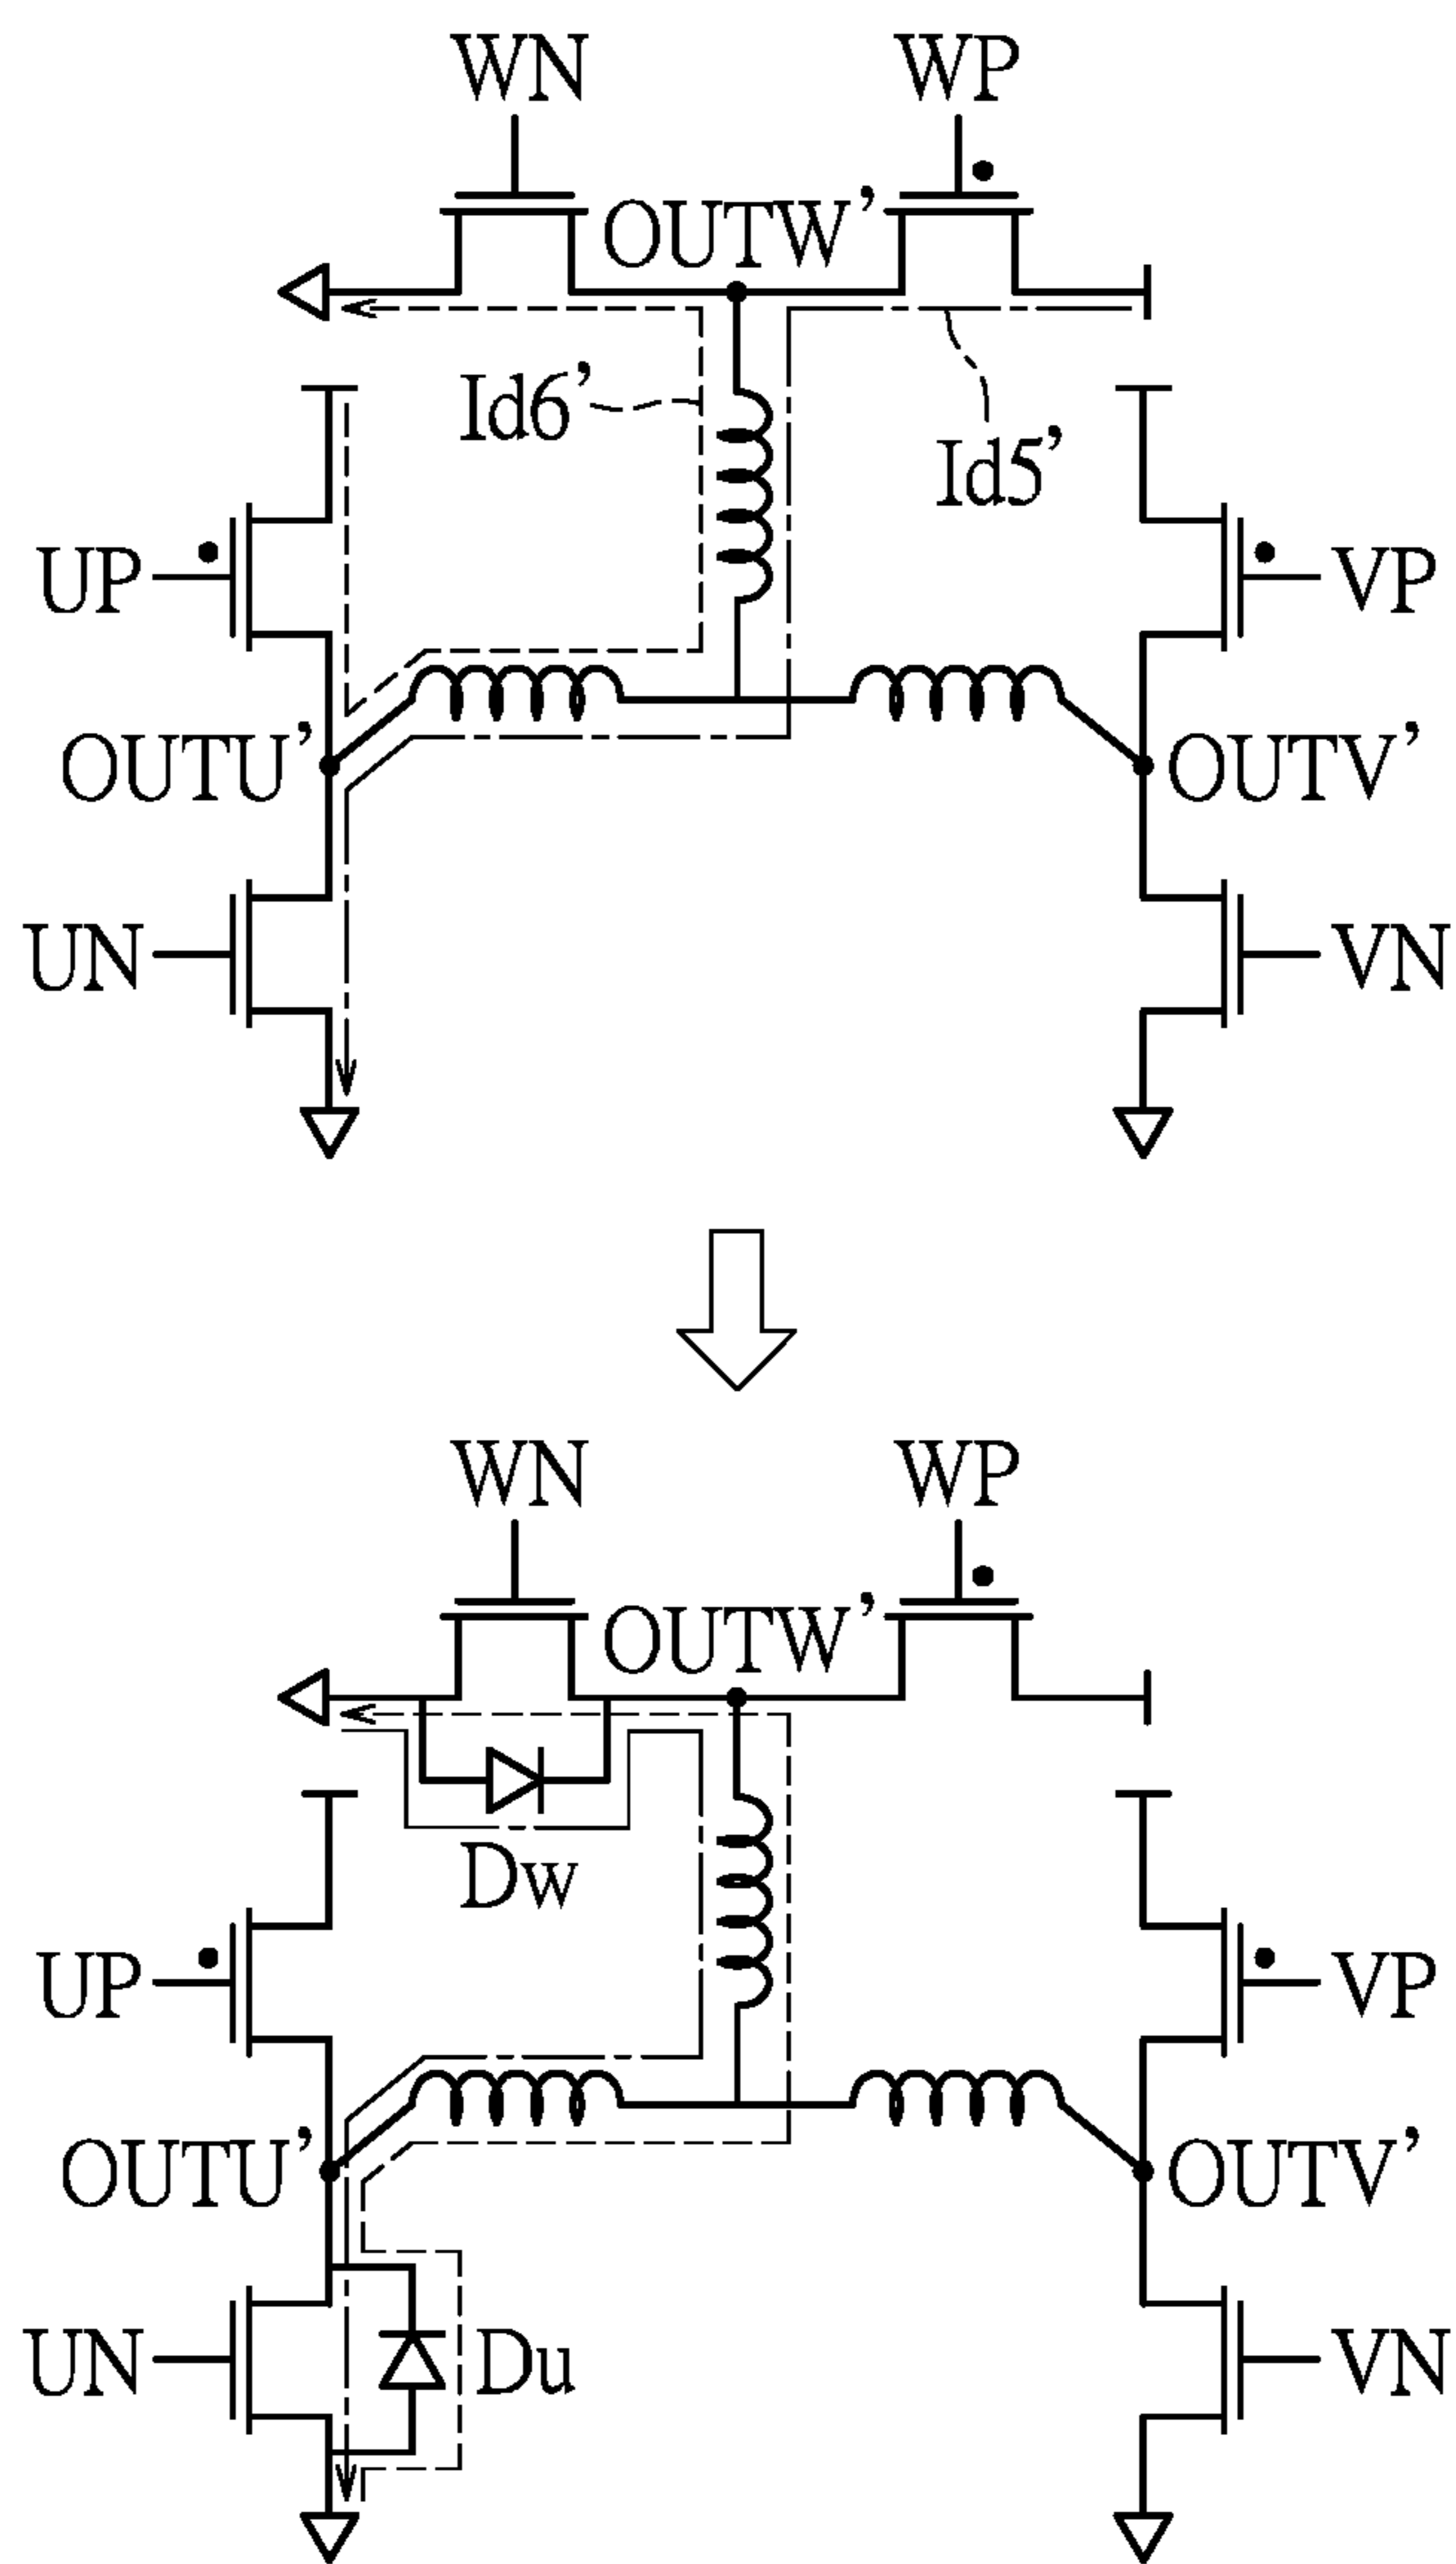 WN
WP
OUTW’
Id6’
Id5’
UP
VP
OUTU’
OUTV’
UN
VN
WN
WP
OUTW’
Dw
UP
VP
OUTU’
OUTV’
UN
Du
VN